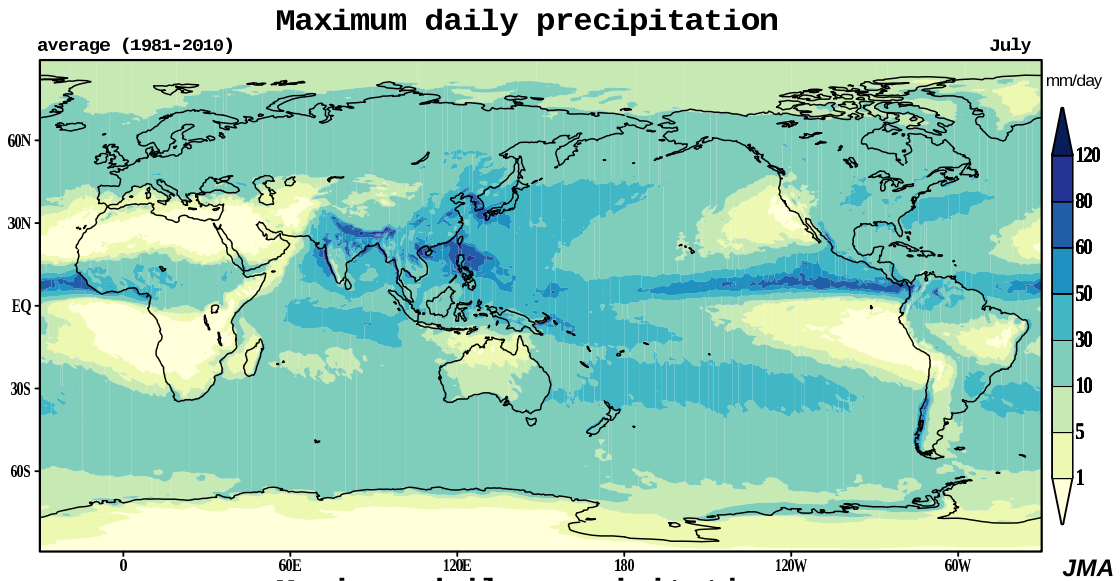 Maximum daily precipitation
average (1981-2010) July
mm/day
60N
30N
EQ
30S
60S
0 60E 120E 180 120W 60W
120
80
60
50
30
10
5
1
JMA